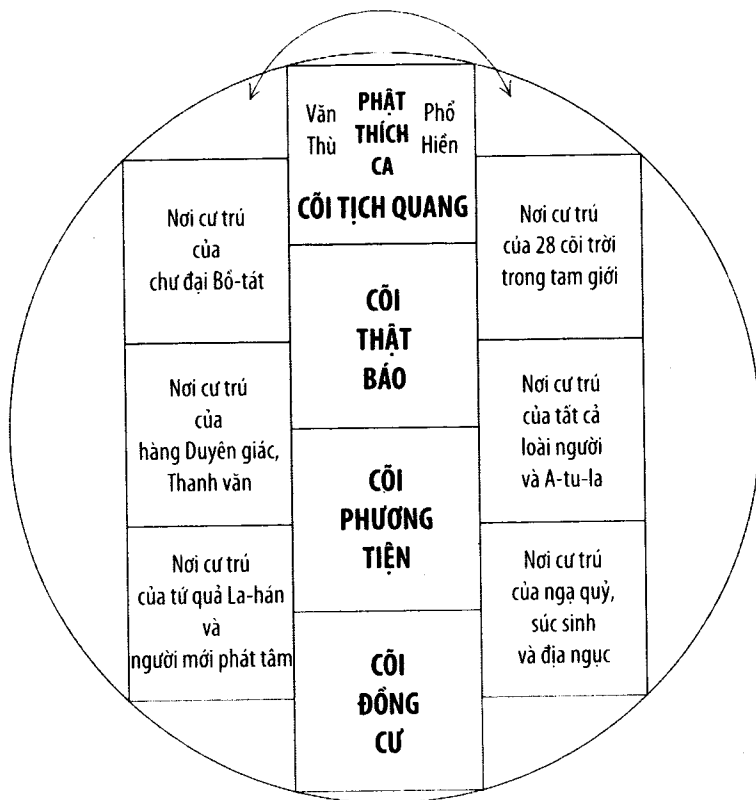 Văn
Thù
PHẬT
THÍCH
CA
Phổ
Hiền
CÕI TỊCH QUANG
Nơi cư trú
của
chư đại Bồ-tát
CÕI
THẬT
BÁO
Nơi cư trú
của 28 cõi trời
trong tam giới
Nơi cư trú
của
hàng Duyên giác,
Thanh văn
CÕI
PHƯƠNG
TIỆN
Nơi cư trú
của tất cả
loài người
và A-tu-la
Nơi cư trú
của tứ quả La-hán
và
người mới phát tâm
CÕI
ĐỒNG
CƯ
Nơi cư trú
của ngạ quỷ,
súc sinh
và địa ngục